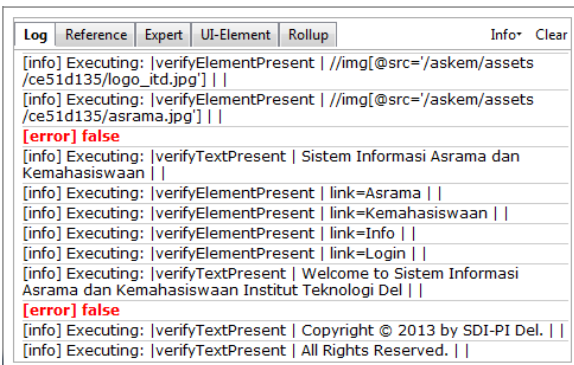 Log Reference Expert UI-Element Rollup Info Clear
[info] Executing: |verifyElementPresent | //img[@src='/askem/assets
/ce51d135/logo_itd.jpg'] | |
[info] Executing: |verifyElementPresent | //img[@src='/askem/assets
/ce51d135/asrama.jpg'] | |
[error] false
[info] Executing: |verifyTextPresent | Sistem Informasi Asrama dan
Kemahasiswaan | |
[info] Executing: |verifyElementPresent | link=Asrama | |
[info] Executing: |verifyElementPresent | link=Kemahasiswaan | |
[info] Executing: |verifyElementPresent | link=Info | |
[info] Executing: |verifyElementPresent | link=Login | |
[info] Executing: |verifyTextPresent | Welcome to Sistem Informasi
Asrama dan Kemahasiswaan Institut Teknologi Del | |
[error] false
[info] Executing: |verifyTextPresent | Copyright © 2013 by SDI-PI Del. | |
[info] Executing: |verifyTextPresent | All Rights Reserved. | |